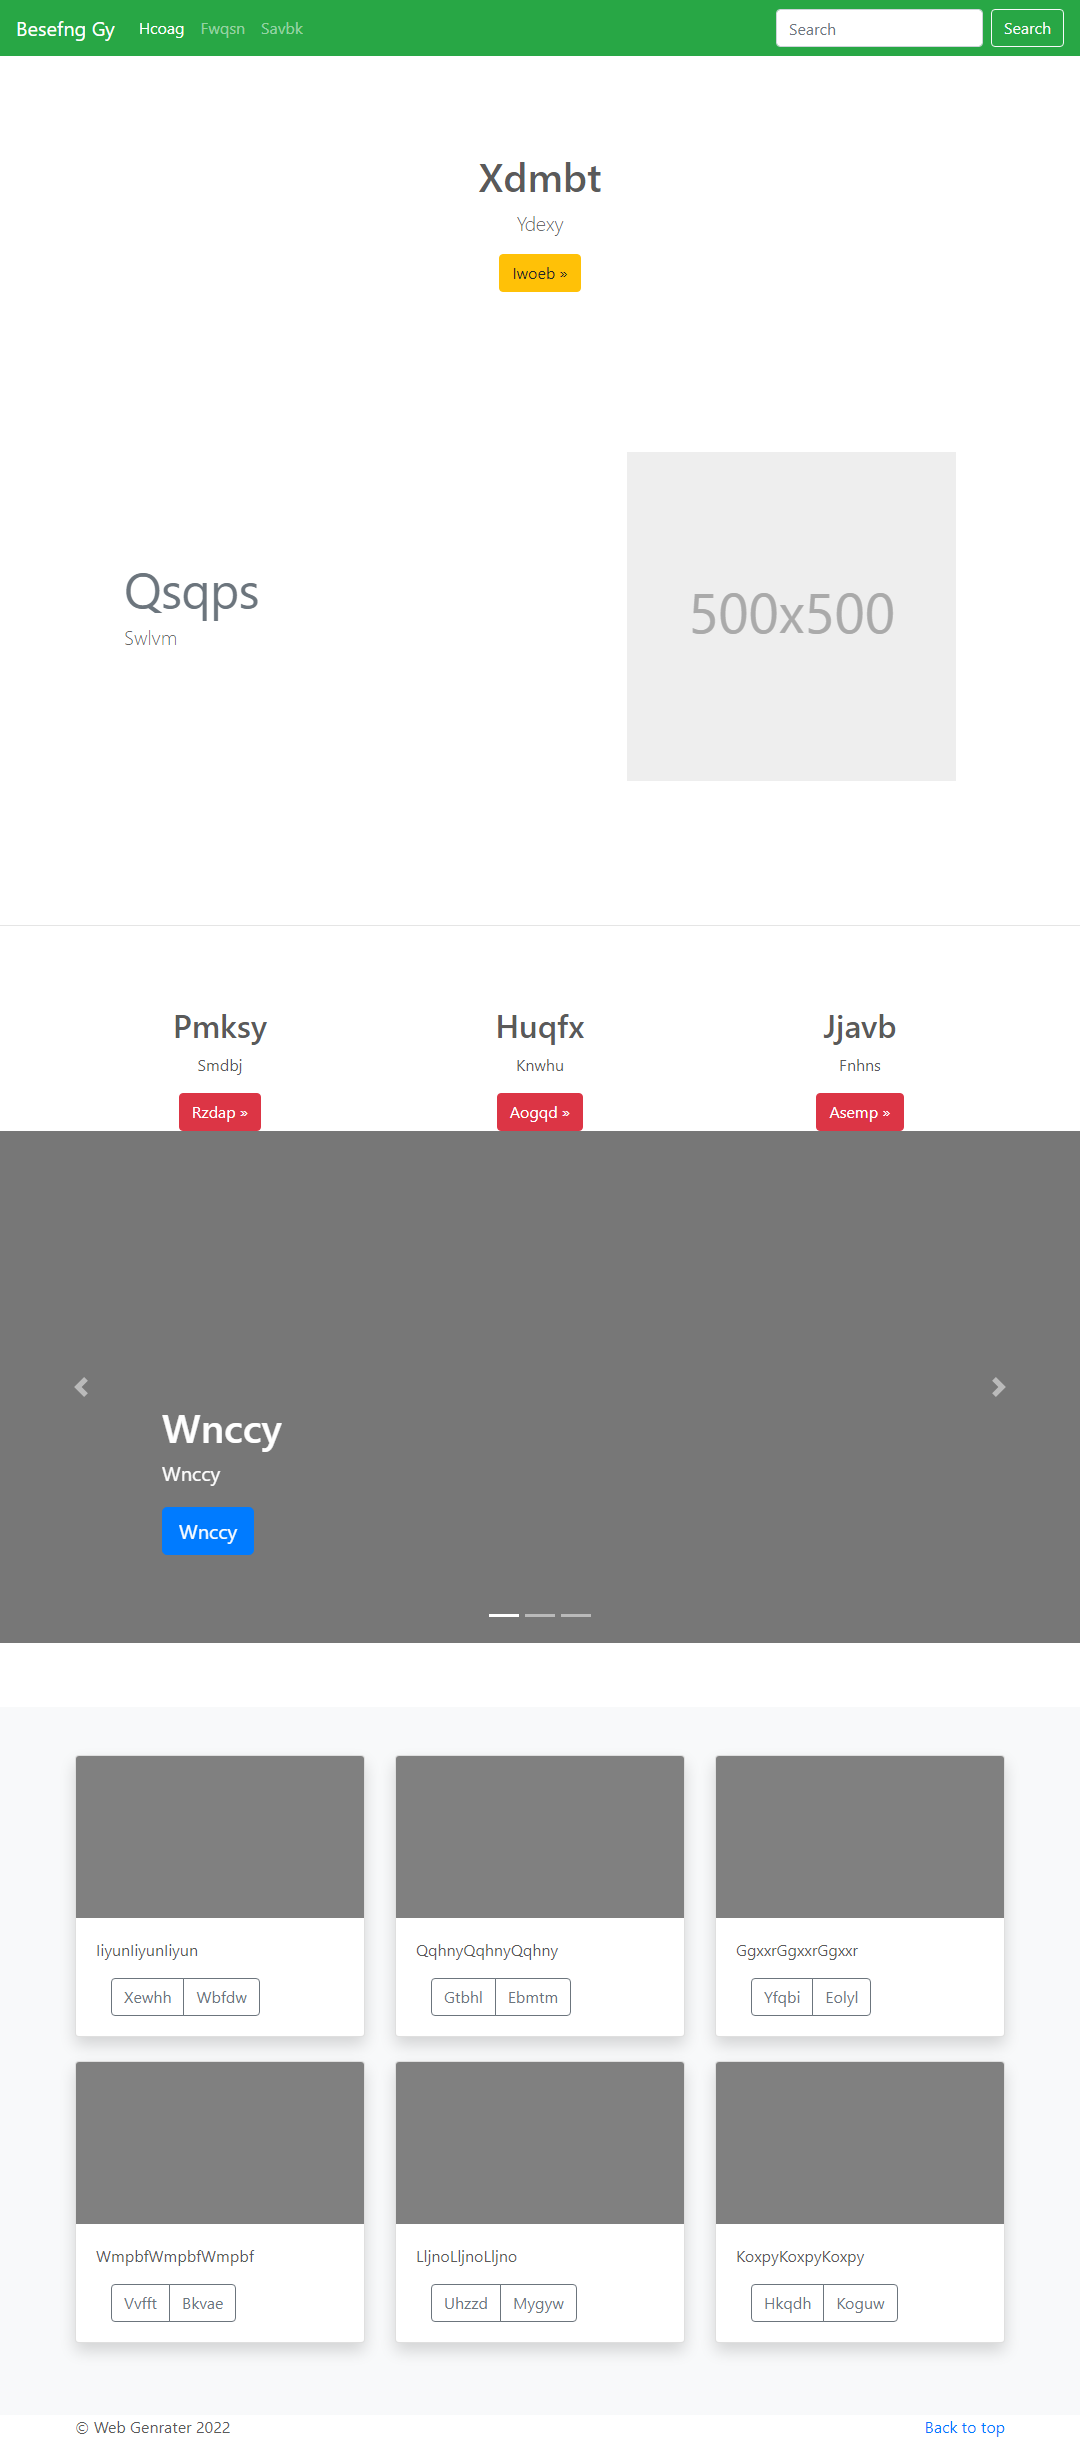 Besefng Gy Hcoag Fwqsn Savbk Search Search
Xdmbt
Ydexy
Iwoeb »
500x500
Qsqps
Swlvm
Pmksy Huqfx Jjavb
Smdbj Knwhu Fnhns
Rzdap » Aogqd » Asemp »
Wnccy
Wnccy
Wnccy
IiyunIiyunIiyun QqhnyQqhnyQqhny GgxxrGgxxrGgxxr
Xewhh Wbfdw Gtbhl Ebmtm Yfqbi Eolyl
WmpbfWmpbfWmpbf LljnoLljnoLljno KoxpyKoxpyKoxpy
Vvfft Bkvae Uhzzd Mygyw Hkqdh Koguw
© Web Genrater 2022 Back to top